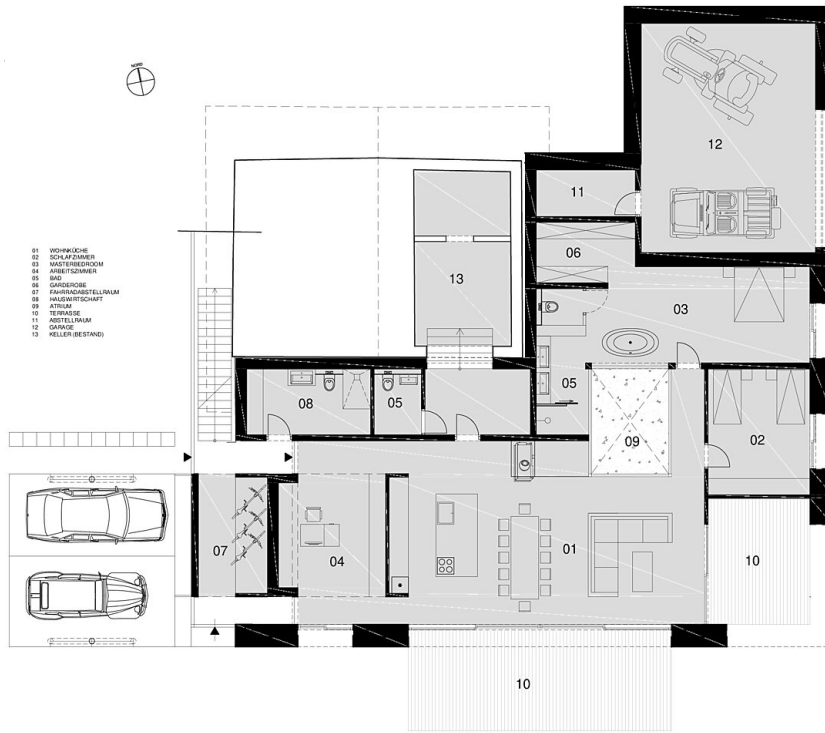 NORD
12
11
06
13
03
01 WOHNKÜCHE
02 SCHLAFZIMMER
03 MASTERBEDROOM
04 ARBEITSZIMMER
05 BAD
06 GARDEROBE
07 FAHRRADABSTELLRAUM
08 HAUSWIRTSCHAFT
09 ATRIUM
10 TERRASSE
11 ABSTELLRAUM
12 GARAGE
13 KELLER (BESTAND)
08
05
05
09
02
07
04
01
10
10